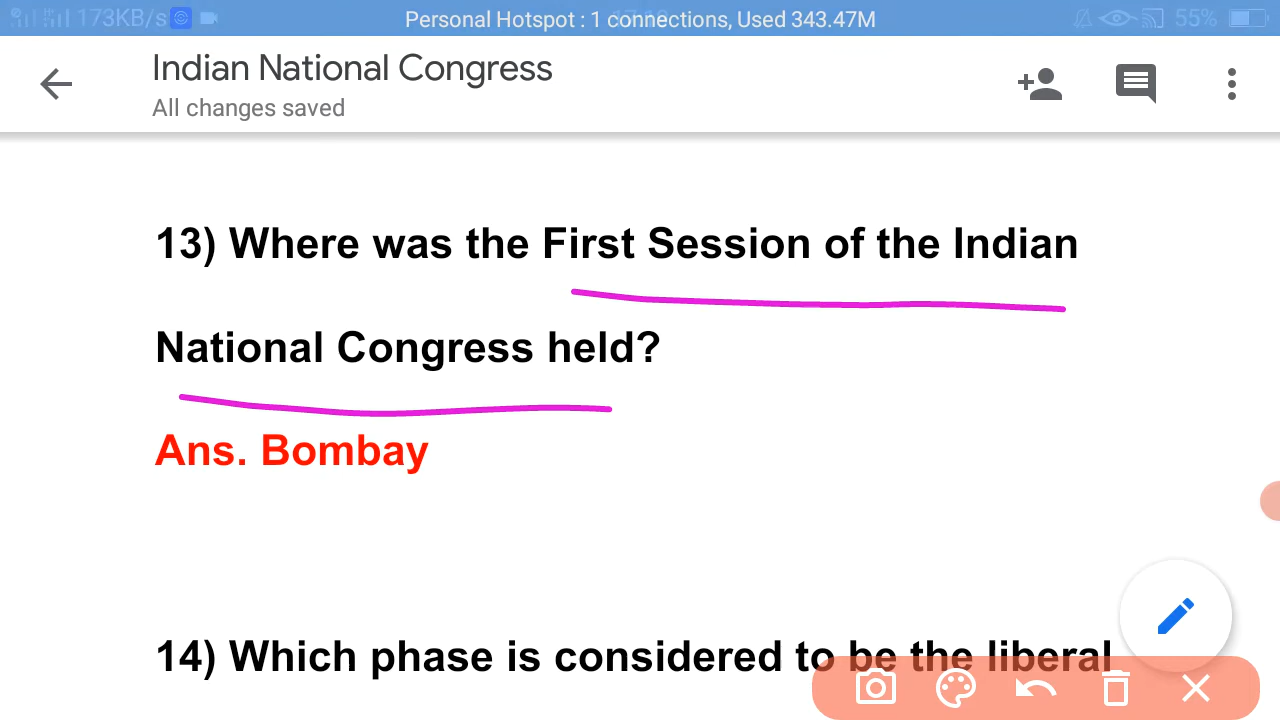 173KB/s
Personal Hotspot : 1 connections, Used 343.47M
55%
Indian National Congress
All changes saved
13) Where was the First Session of the Indian
National Congress held?
Ans. Bombay
14) Which phase is considered to be the liberal